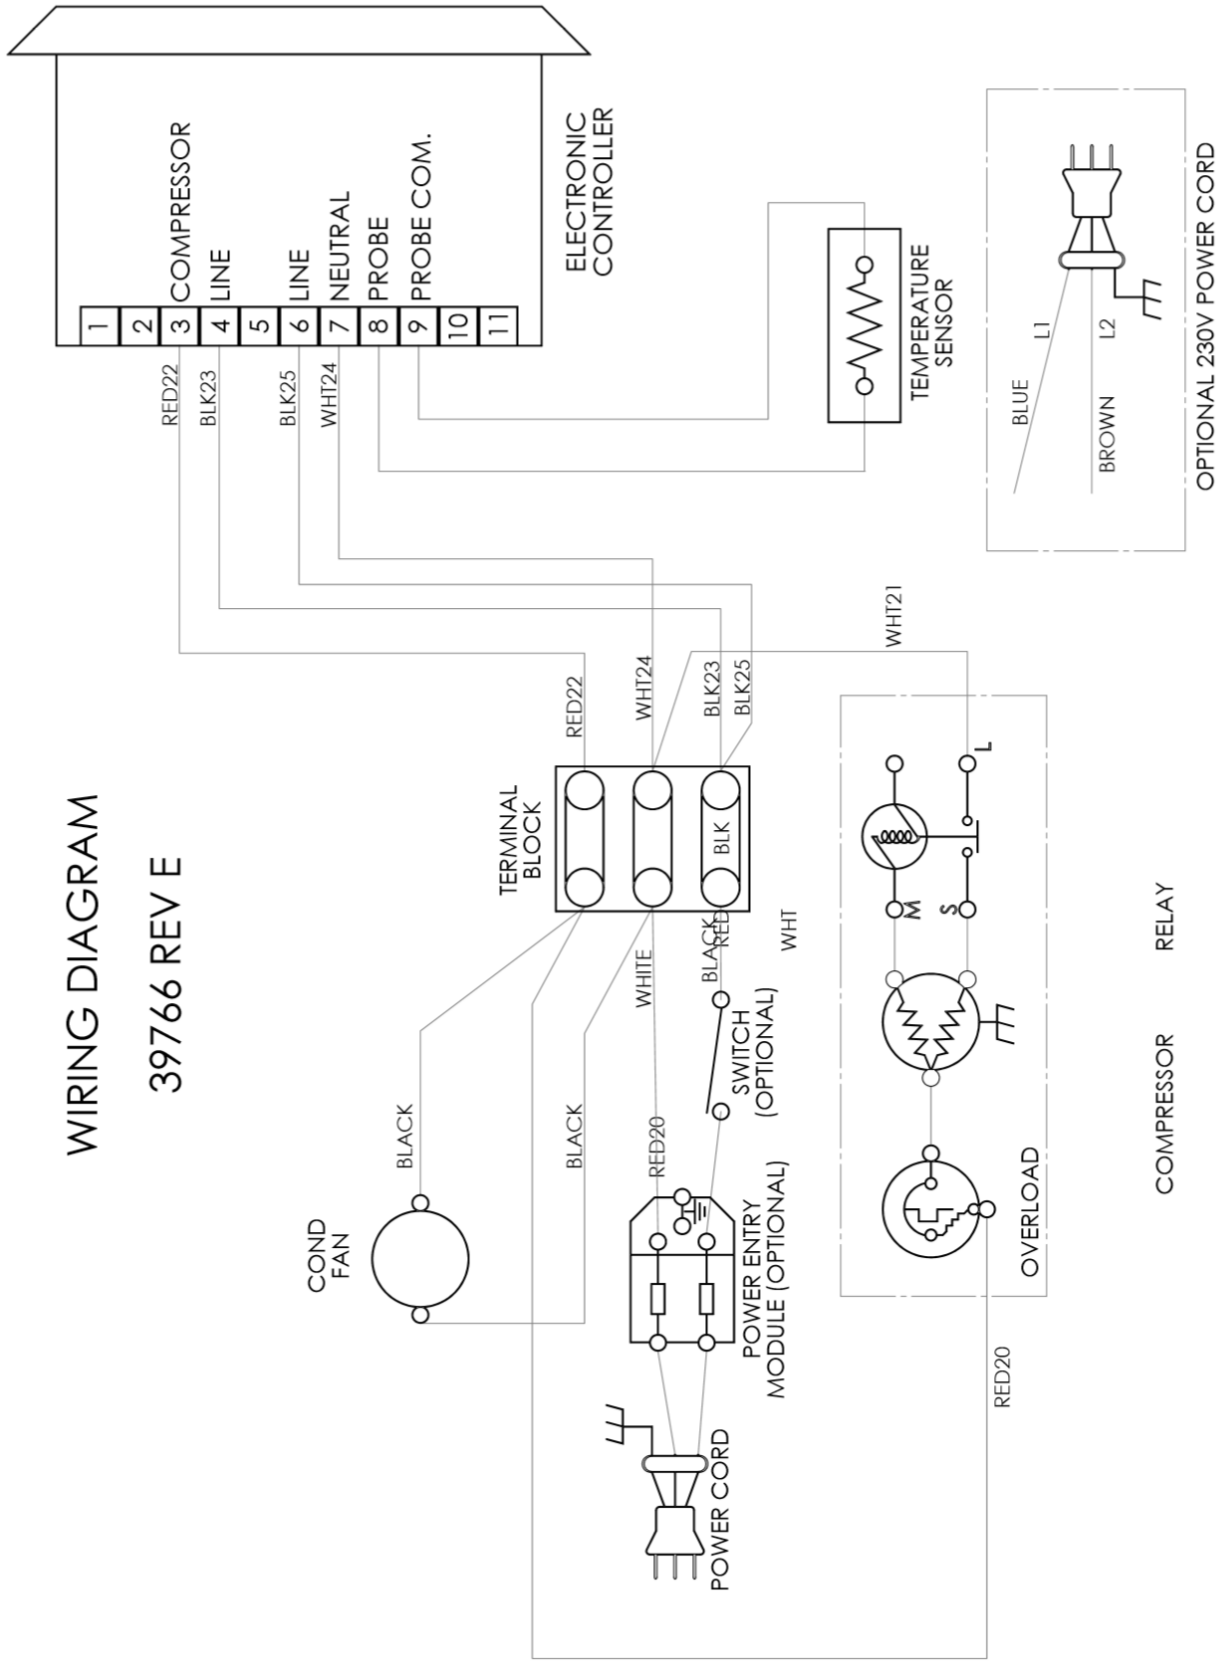 WIRING DIAGRAM
39766 REV E
ELECTRONIC
CONTROLLER
COMPRESSOR
LINE
LINE
NEUTRAL
PROBE
PROBE COM.
1
2
3
4
5
6
7
8
9
10
11
RED22
BLK23
BLK25
WHT24
TEMPERATURE
SENSOR
BLUE
L1
BROWN
L2
OPTIONAL 230V POWER CORD
RED22
WHT24
BLK23
BLK25
WHT21
TERMINAL
BLOCK
BLK
WHITE
BLACK
RED
WHT
BLACK
BLACK
RED20
COND
FAN
SWITCH
(OPTIONAL)
POWER ENTRY
MODULE (OPTIONAL)
POWER CORD
M
S
L
OVERLOAD
RED20
COMPRESSOR
RELAY